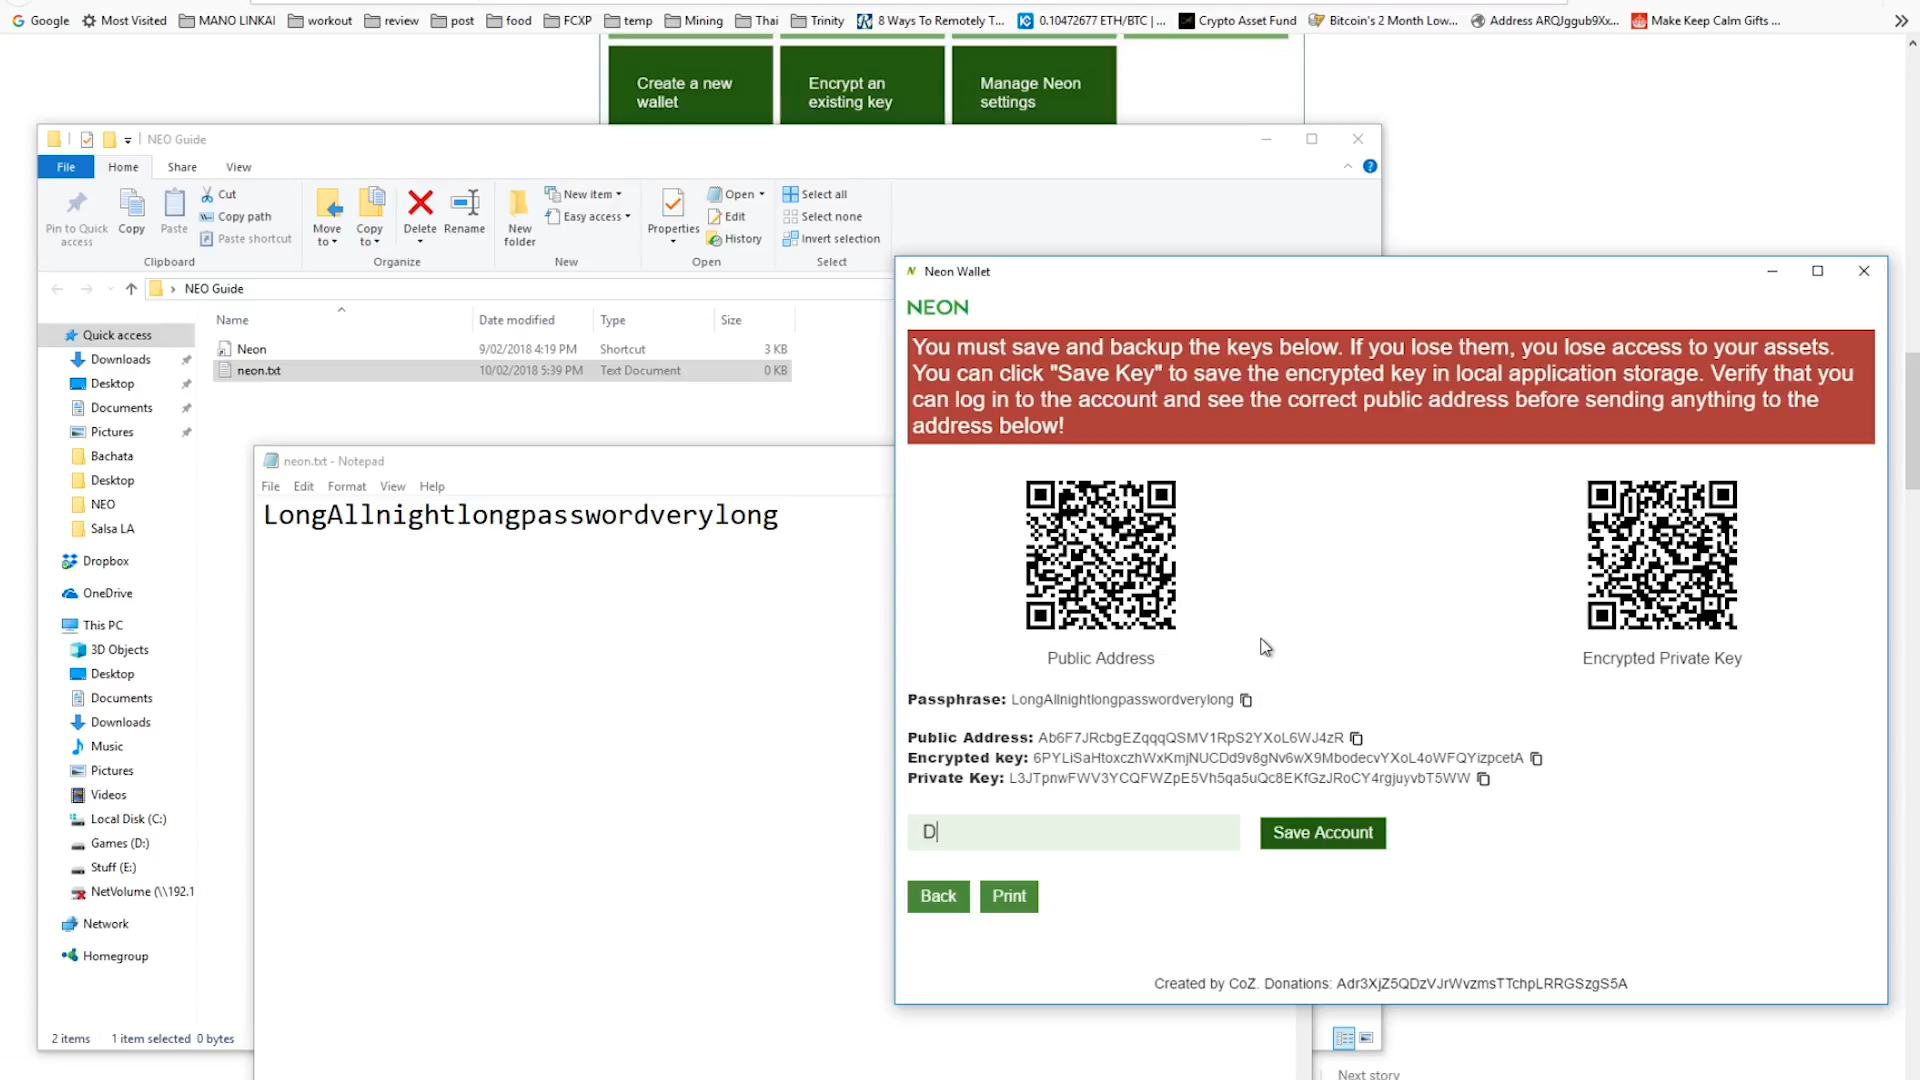 Google Most Visited MANO LINKAI workout review post food FCXP temp Mining Thai Trinity 8 Ways To Remotely T... 0.10472677 ETH/BTC | ... Crypto Asset Fund Bitcoin's 2 Month Low... Address ARQJggub9Xx... Make Keep Calm Gifts ...
Create a new
wallet
Encrypt an
existing key
Manage Neon
settings
NEO Guide
File Home Share View
Pin to Quick
access
Copy
Paste
Cut
Copy path
Paste shortcut
Clipboard
Move
to
Copy
to
Delete
Rename
Organize
New
folder
New item
Easy access
New
Properties
Open
Edit
History
Open
Select all
Select none
Invert selection
Select
NEO Guide
Name Date modified Type Size
Neon 9/02/2018 4:19 PM Shortcut 3 KB
neon.txt 10/02/2018 5:39 PM Text Document 0 KB
Quick access
Downloads
Desktop
Documents
Pictures
Bachata
Desktop
NEO
Salsa LA
Dropbox
OneDrive
This PC
3D Objects
Desktop
Documents
Downloads
Music
Pictures
Videos
Local Disk (C:)
Games (D:)
Stuff (E:)
NetVolume (\\192.1
Network
Homegroup
2 items 1 item selected 0 bytes
neon.txt - Notepad
File Edit Format View Help
LongAllnightlongpasswordverylong
Neon Wallet
NEON
You must save and backup the keys below. If you lose them, you lose access to your assets.
You can click "Save Key" to save the encrypted key in local application storage. Verify that you
can log in to the account and see the correct public address before sending anything to the
address below!
Public Address
Encrypted Private Key
Passphrase: LongAllnightlongpasswordverylong
Public Address: Ab6F7JRcbgEZqqqQSMV1RpS2YXoL6WJ4zR
Encrypted key: 6PYLiSaHtoxczhWxKmjNUCDd9v8gNv6wX9MbodecvYXoL4oWFQYizpcetA
Private Key: L3JTpnwFWV3YCQFWZpE5Vh5qa5uQc8EKfGzJRoCY4rgjuyvbT5WW
D
Save Account
Back
Print
Created by CoZ. Donations: Adr3XjZ5QDzVJrWvzmsTTchpLRRGSzgS5A
Next story